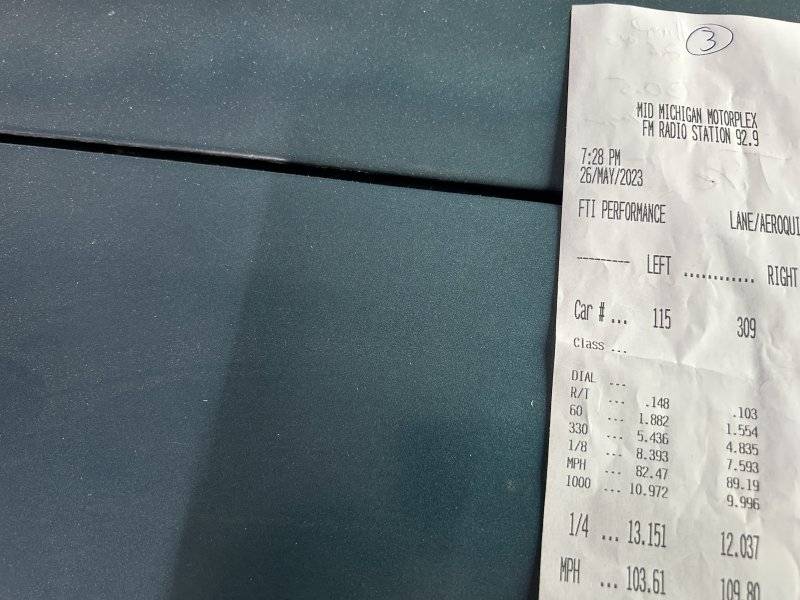 3
MID MICHIGAN MOTORPLEX
FM RADIO STATION 92.9
7:28 PM
26/MAY/2023
FTI PERFORMANCE LANE/AEROQUI
--------- LEFT ............ RIGHT
Car # ... 115 309
Class ...
DIAL ...
R/T ... .148 .103
60 ... 1.882 1.554
330 ... 5.436 4.835
1/8 ... 8.393 7.593
MPH ... 82.47 89.19
1000 ... 10.972 9.996
1/4 ... 13.151 12.037
MPH ... 103.61 109.80